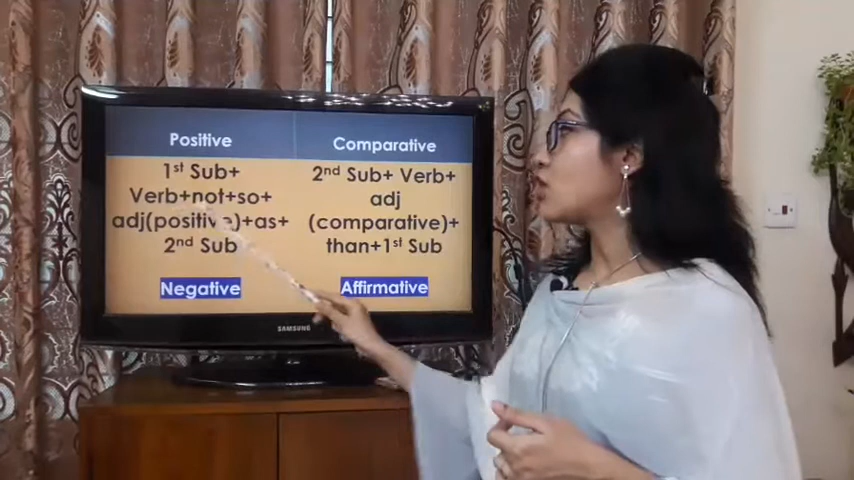 Positive
1st Sub+
Verb+not+so+
adj(positive)+as+
2nd Sub
Negative
Comparative
2nd Sub+ Verb+
adj
(comparative)+
than+1st Sub
Affirmative
SAMSUNG